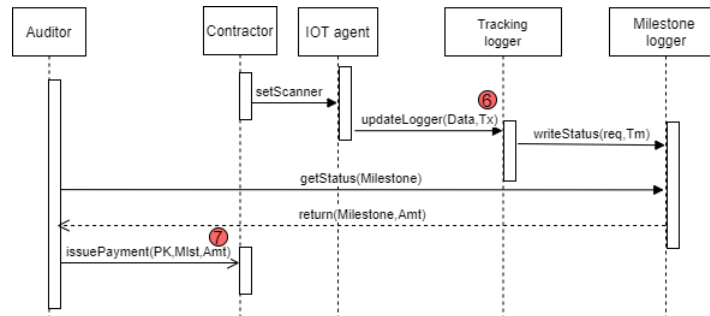 Auditor
Contractor
IOT agent
Tracking
logger
Milestone
logger
setScanner
6
updateLogger(Data,Tx)
writeStatus(req,Tm)
getStatus(Milestone)
return(Milestone,Amt)
7
issuePayment(PK,Mlst,Amt)